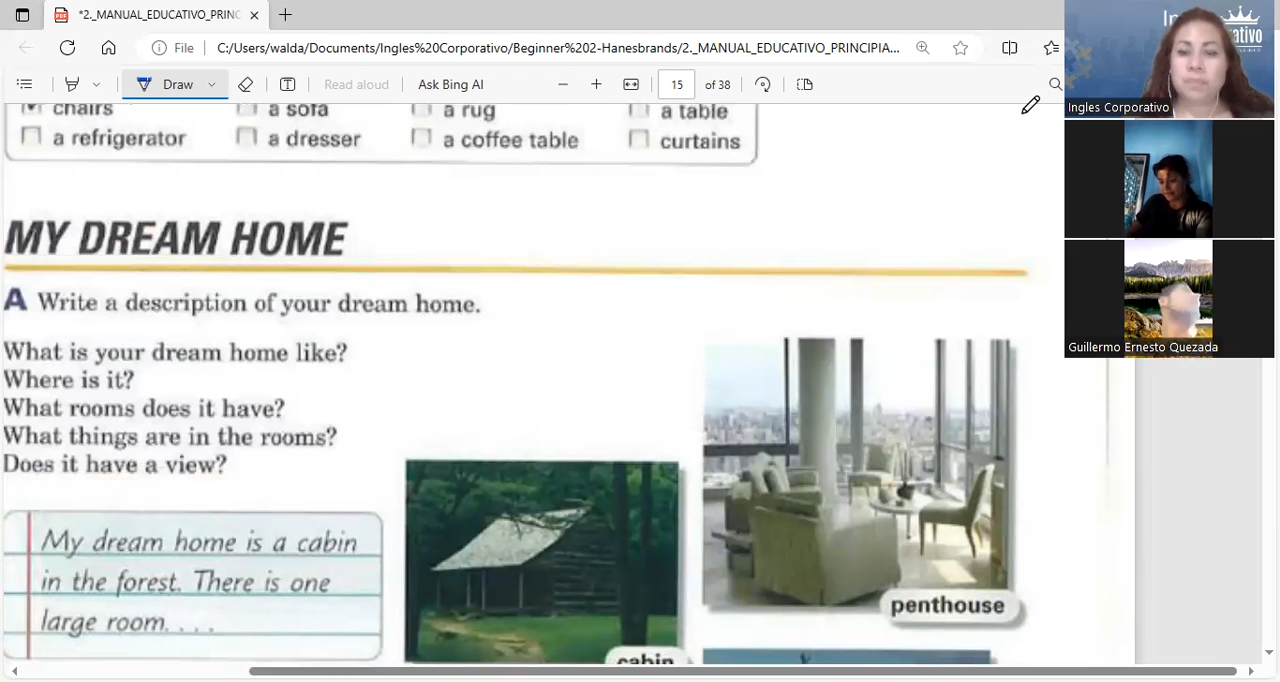 *2._MANUAL_EDUCATIVO_PRINC
File
C:/Users/walda/Documents/Ingles%20Corporativo/Beginner%202-Hanesbrands/2._MANUAL_EDUCATIVO_PRINCIPIA...
Draw
Read aloud
Ask Bing AI
15
of 38
Ingles Corporativo
Guillermo Ernesto Quezada
chairs a sofa a rug a table
a refrigerator a dresser a coffee table curtains
MY DREAM HOME
A Write a description of your dream home.
What is your dream home like?
Where is it?
What rooms does it have?
What things are in the rooms?
Does it have a view?
My dream home is a cabin
in the forest. There is one
large room. . . .
penthouse
cabin